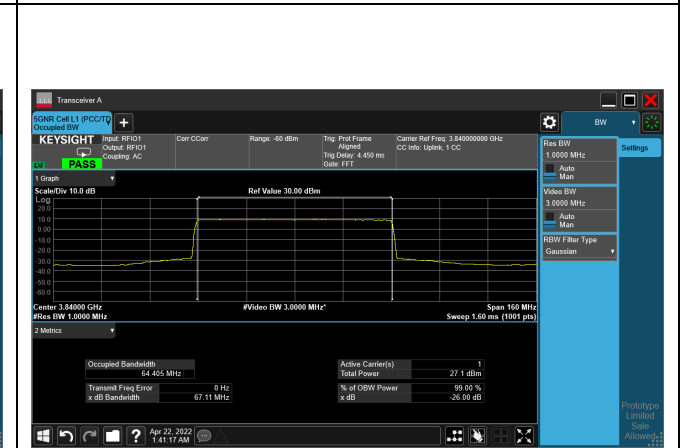 Transceiver A
5GNR Cell L1 (PCC/TD
Occupied BW
BW
KEYSIGHT
Input: RFIO1
Output: RFIO1
Coupling: AC
Corr CCorr
Range: -60 dBm
Trig: Prot Frame
Aligned
Trig Delay: 4.450 ms
Gate: FFT
Carrier Ref Freq: 3.840000000 GHz
CC Info: Uplink, 1 CC
PASS
1 Graph
Scale/Div 10.0 dB
Ref Value 30.00 dBm
Log
20.0
10.0
0.00
-10.0
-20.0
-30.0
-40.0
-50.0
-60.0
Center 3.84000 GHz
#Video BW 3.0000 MHz*
Span 160 MHz
#Res BW 1.0000 MHz
Sweep 1.60 ms (1001 pts)
2 Metrics
Occupied Bandwidth
64.405 MHz
Transmit Freq Error 0 Hz
x dB Bandwidth 67.11 MHz
Active Carrier(s) 1
Total Power 27.1 dBm
% of OBW Power 99.00 %
x dB -26.00 dB
Res BW
1.0000 MHz
Auto
Man
Video BW
3.0000 MHz
Auto
Man
RBW Filter Type
Gaussian
Settings
Prototype
Limited
Sale
Allowed
Apr 22, 2022
1:41:17 AM